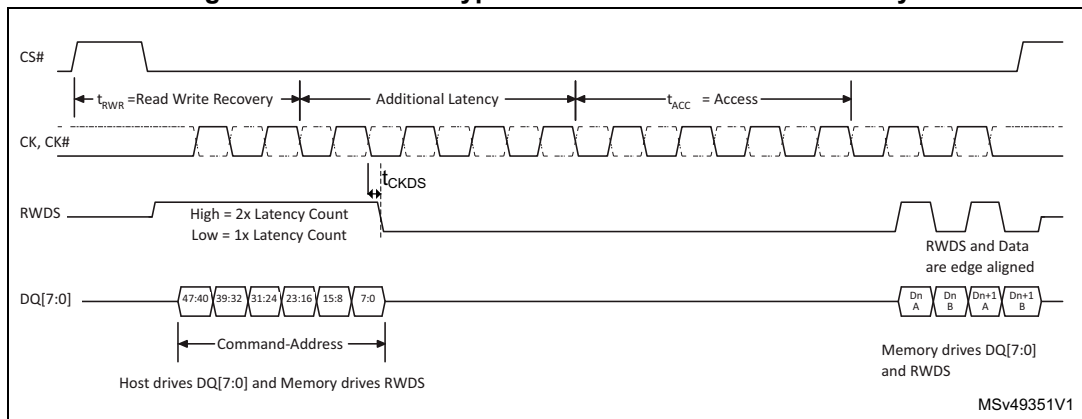 CS#
tRWR =Read Write Recovery
Additional Latency
tACC = Access
CK, CK#
tCKDS
RWDS
High = 2x Latency Count
Low = 1x Latency Count
RWDS and Data
are edge aligned
DQ[7:0]
47:40 39:32 31:24 23:16 15:8 7:0
Dn A
Dn B
Dn+1 A
Dn+1 B
Command-Address
Memory drives DQ[7:0]
and RWDS
Host drives DQ[7:0] and Memory drives RWDS
MSv49351V1